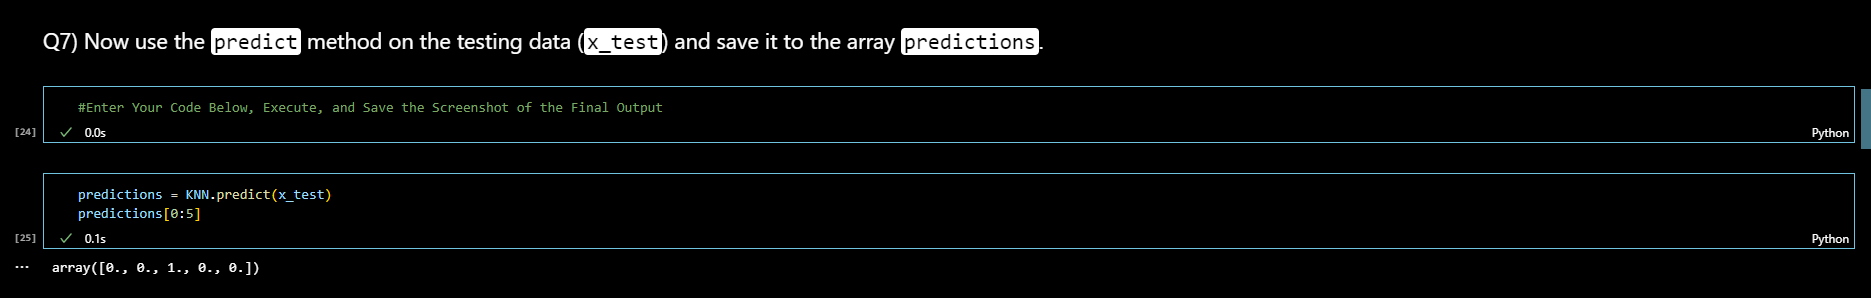 Q7) Now use the predict method on the testing data (x_test) and save it to the array predictions.
#Enter Your Code Below, Execute, and Save the Screenshot of the Final Output
[24] ✓ 0.0s Python
predictions = KNN.predict(x_test)
predictions[0:5]
[25] ✓ 0.1s Python
... array([0., 0., 1., 0., 0.])